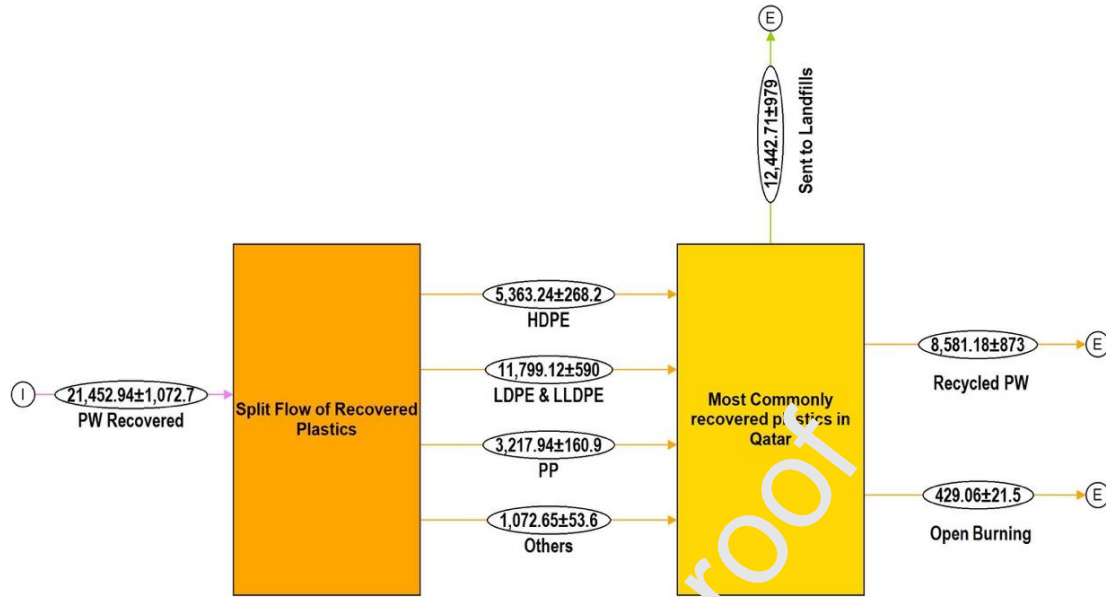 E
12,442.71±979
Sent to Landfills
5,363.24±268.2
HDPE
8,581.18±873
E
Recycled PW
11,799.12±590
LDPE & LLDPE
I
21,452.94±1,072.7
PW Recovered
Split Flow of Recovered
Plastics
Most Commonly
recovered plastics in
Qatar
3,217.94±160.9
PP
429.06±21.5
E
Open Burning
1,072.65±53.6
Others
roof